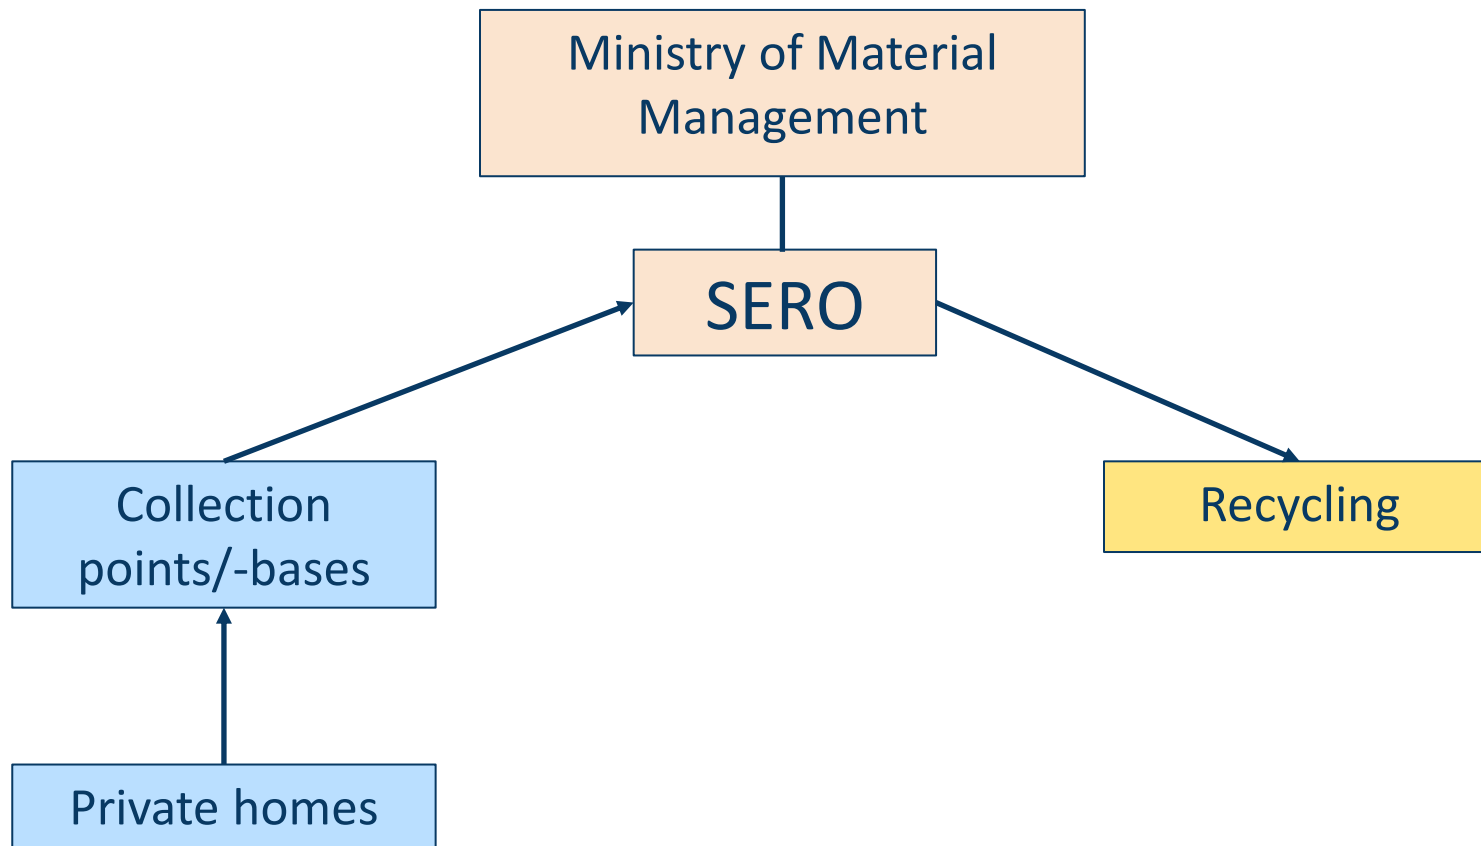 Ministry of Material
Management
SERO
Collection
points/-bases
Recycling
Private homes